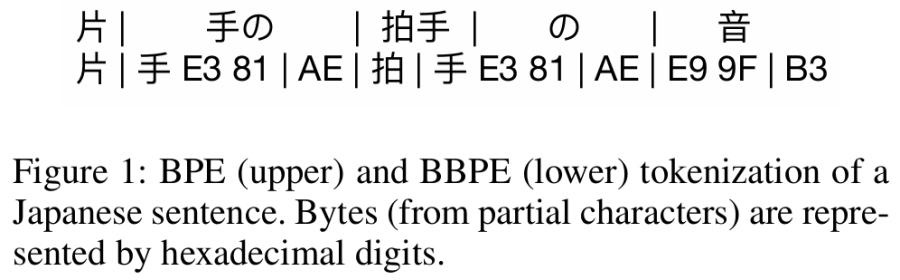 片 | 手の | 拍手 | の | 音
片 | 手 E3 81 | AE | 拍 | 手 E3 81 | AE | E9 9F | B3
Figure 1: BPE (upper) and BBPE (lower) tokenization of a
Japanese sentence. Bytes (from partial characters) are repre-
sented by hexadecimal digits.